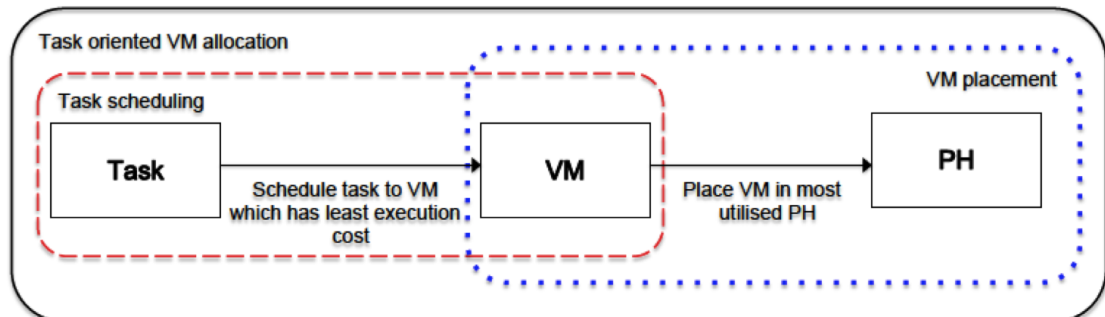 Task oriented VM allocation
VM placement
Task scheduling
Task
VM
PH
Schedule task to VM
which has least execution
cost
Place VM in most
utilised PH